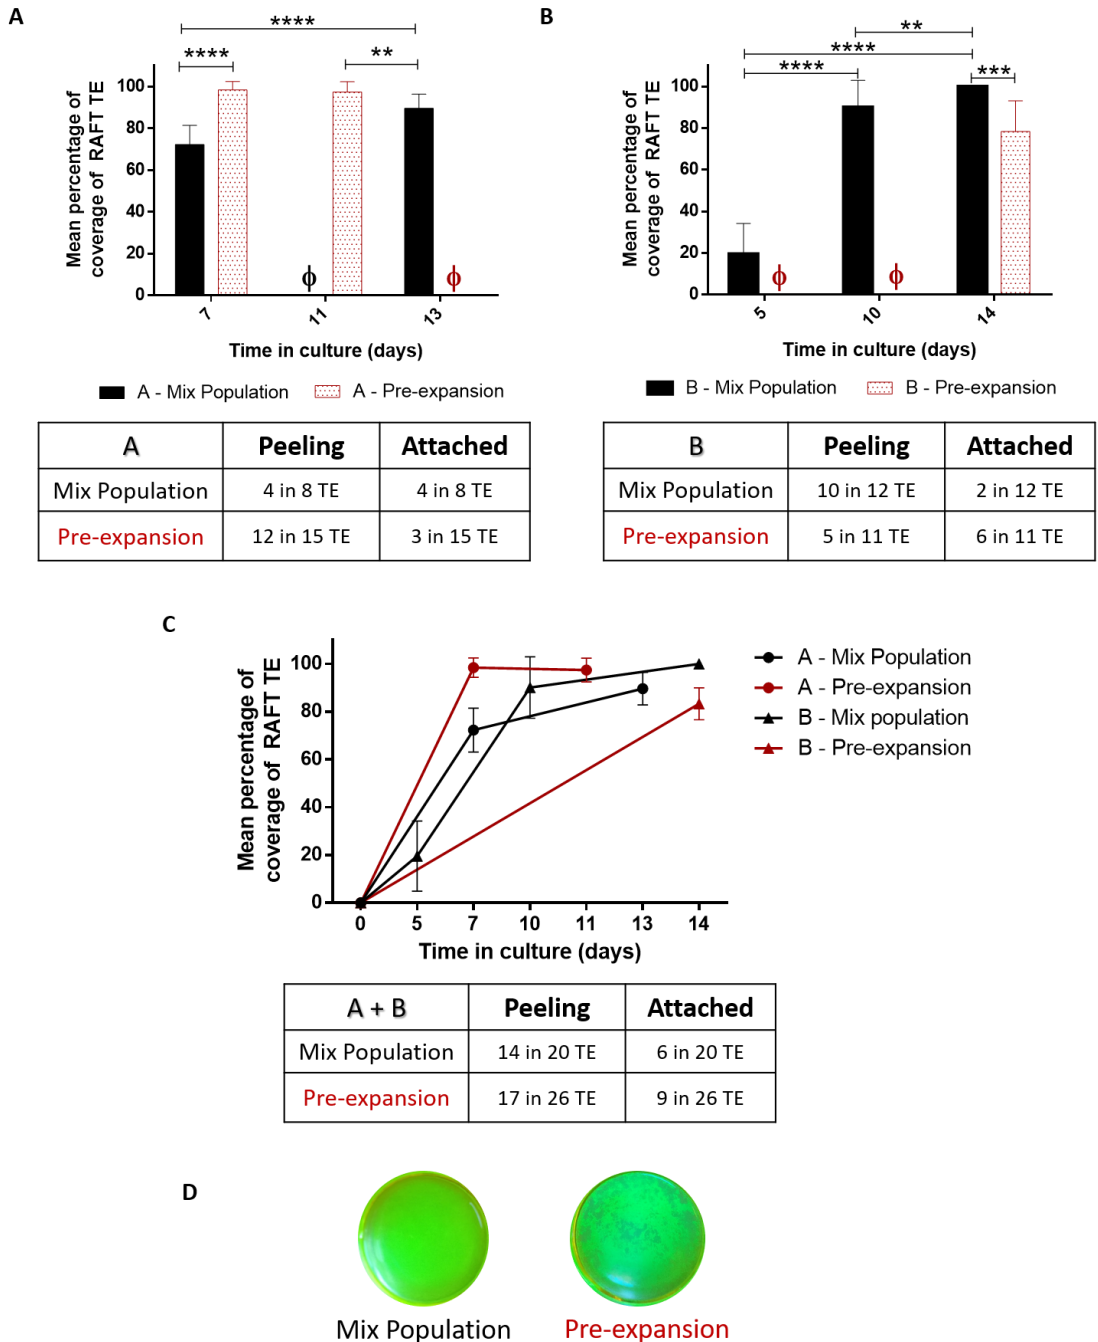 A
****
****
**
Mean percentage of
coverage of RAFT TE
100
80
60
40
20
0
ϕ
ϕ
7
11
13
Time in culture (days)
A - Mix Population
A - Pre-expansion
B
**
****
****
***
Mean percentage of
coverage of RAFT TE
100
80
60
40
20
0
ϕ
ϕ
5
10
14
Time in culture (days)
B - Mix Population
B - Pre-expansion
A Peeling Attached
Mix Population 4 in 8 TE 4 in 8 TE
Pre-expansion 12 in 15 TE 3 in 15 TE
B Peeling Attached
Mix Population 10 in 12 TE 2 in 12 TE
Pre-expansion 5 in 11 TE 6 in 11 TE
C
Mean percentage of
coverage of RAFT TE
100
80
60
40
20
0
0 5 7 10 11 13 14
Time in culture (days)
A - Mix Population
A - Pre-expansion
B - Mix population
B - Pre-expansion
A + B Peeling Attached
Mix Population 14 in 20 TE 6 in 20 TE
Pre-expansion 17 in 26 TE 9 in 26 TE
D
Mix Population
Pre-expansion